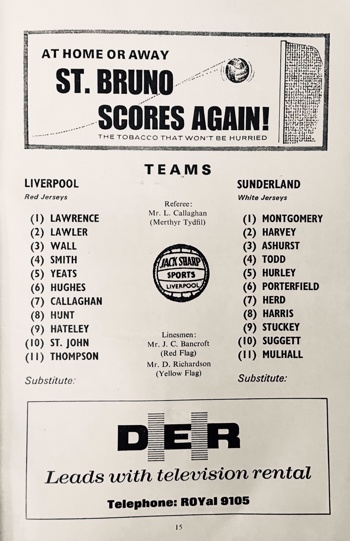 AT HOME OR AWAY
ST. BRUNO
SCORES AGAIN!
THE TOBACCO THAT WON'T BE HURRIED
TEAMS
LIVERPOOL
Red Jerseys
(1) LAWRENCE
(2) LAWLER
(3) WALL
(4) SMITH
(5) YEATS
(6) HUGHES
(7) CALLAGHAN
(8) HUNT
(9) HATELEY
(10) ST. JOHN
(11) THOMPSON
Substitute:
Referee:
Mr. L. Callaghan
(Merthyr Tydfil)
JACK SHARP
SPORTS
LIVERPOOL
Linesmen:
Mr. J. C. Bancroft
(Red Flag)
Mr. D. Richardson
(Yellow Flag)
SUNDERLAND
White Jerseys
(1) MONTGOMERY
(2) HARVEY
(3) ASHURST
(4) TODD
(5) HURLEY
(6) PORTERFIELD
(7) HERD
(8) HARRIS
(9) STUCKEY
(10) SUGGETT
(11) MULHALL
Substitute:
DER
Leads with television rental
Telephone: ROYal 9105
15